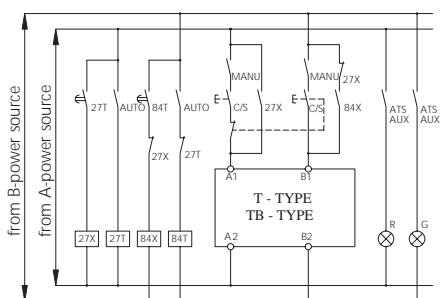 from B-power source
from A-power source
27T
AUTO
84T
AUTO
27X
27T
MANU
C/S
27X
MANU
27X
C/S
84X
ATS
AUX
ATS
AUX
A1
B1
T - TYPE
TB - TYPE
A2
B2
27X
27T
84X
84T
R
G